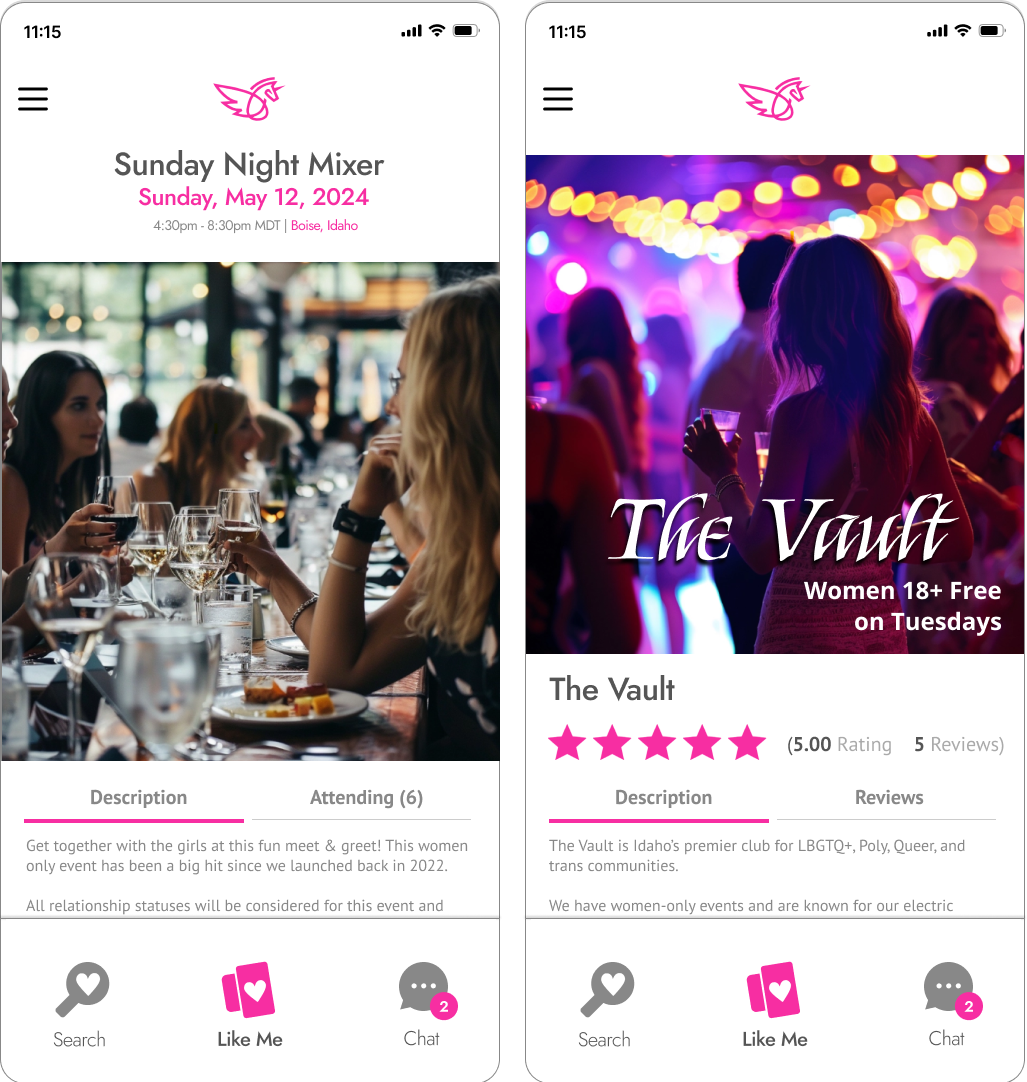 11:15
Sunday Night Mixer
Sunday, May 12, 2024
4:30pm - 8:30pm MDT | Boise, Idaho
Description
Attending (6)
Get together with the girls at this fun meet & greet! This women
only event has been a big hit since we launched back in 2022.
All relationship statuses will be considered for this event and
Search
Like Me
Chat
2
11:15
The Vault
Women 18+ Free
on Tuesdays
The Vault
(5.00 Rating 5 Reviews)
Description
Reviews
The Vault is Idaho's premier club for LBGTQ+, Poly, Queer, and
trans communities.
We have women-only events and are known for our electric
Search
Like Me
Chat
2